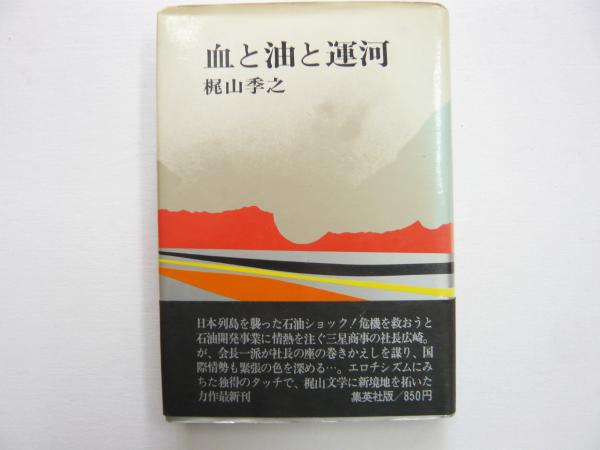 血と油と運河
梶山季之
日本列島を襲った石油ショック!危機を救おうと
石油開発事業に情熱を注ぐ三星商事の社長広崎。
が、会長一派が社長の座の巻きかえしを謀り、国
際情勢も緊張の色を深める…。エロチシズムにみ
ちた独得のタッチで、梶山文学に新境地を拓いた
力作最新刊 集英社版/850円